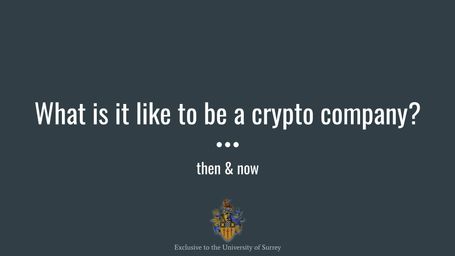 What is it like to be a crypto company?
then & now
Exclusive to the University of Surrey